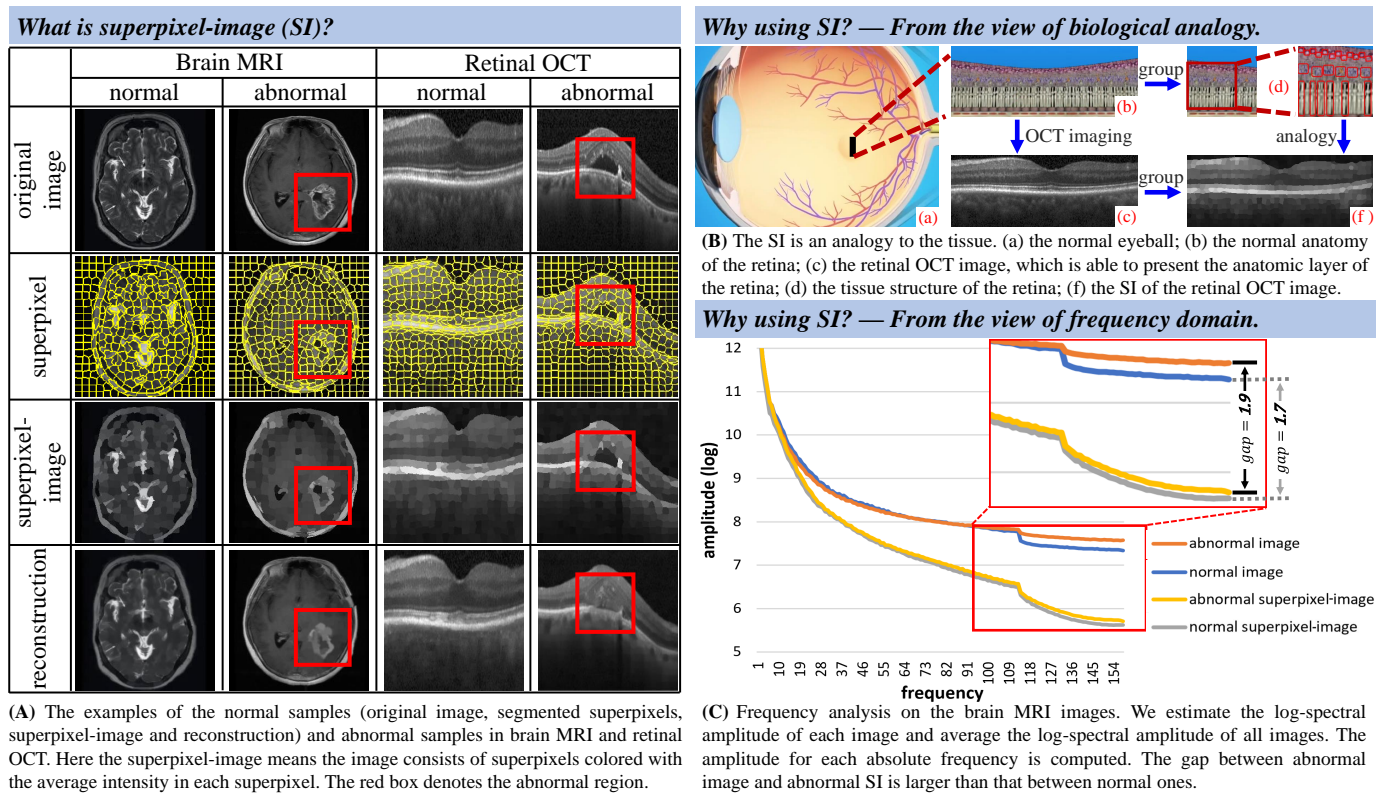 What is superpixel-image (SI)?
Brain MRI
Retinal OCT
normal
abnormal
normal
abnormal
original
image
superpixel
superpixel-
image
reconstruction
(A) The examples of the normal samples (original image, segmented superpixels,
superpixel-image and reconstruction) and abnormal samples in brain MRI and retinal
OCT. Here the superpixel-image means the image consists of superpixels colored with
the average intensity in each superpixel. The red box denotes the abnormal region.
Why using SI? — From the view of biological analogy.
(a)
(b)
group
(d)
OCT imaging
analogy
(c)
group
(f)
(B) The SI is an analogy to the tissue. (a) the normal eyeball; (b) the normal anatomy
of the retina; (c) the retinal OCT image, which is able to present the anatomic layer of
the retina; (d) the tissue structure of the retina; (f) the SI of the retinal OCT image.
Why using SI? — From the view of frequency domain.
12
11
10
9
8
7
6
5
amplitude (log)
1
10
19
28
37
46
55
64
73
82
91
100
109
118
127
136
145
154
frequency
gap = 1.9
gap = 1.7
abnormal image
normal image
abnormal superpixel-image
normal superpixel-image
(C) Frequency analysis on the brain MRI images. We estimate the log-spectral
amplitude of each image and average the log-spectral amplitude of all images. The
amplitude for each absolute frequency is computed. The gap between abnormal
image and abnormal SI is larger than that between normal ones.